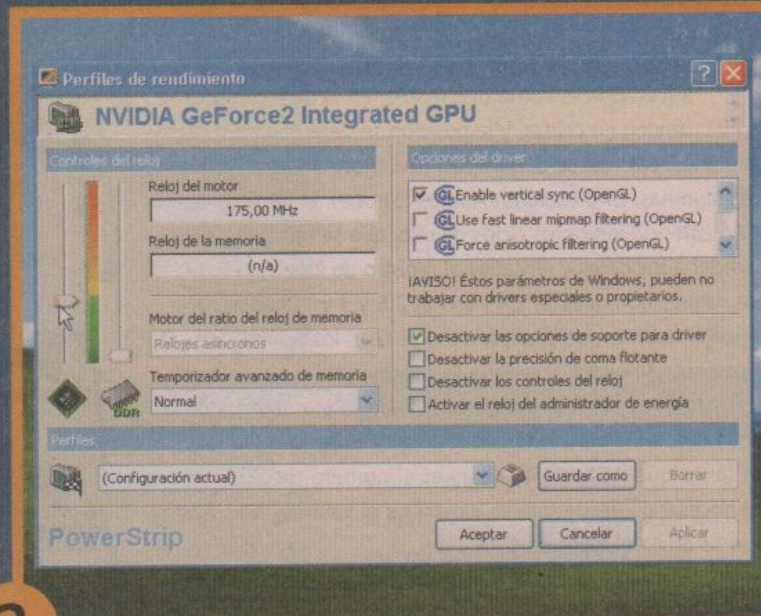 Perfiles de rendimiento
NVIDIA GeForce2 Integrated GPU
Controles del reloj
Reloj del motor
175,00 MHz
Reloj de la memoria
(n/a)
Motor del ratio del reloj de memoria
Relojes asíncronos
Temporizador avanzado de memoria
Normal
DDR
Opciones del driver
GL Enable vertical sync (OpenGL)
GL Use fast linear mipmap filtering (OpenGL)
GL Force anisotropic filtering (OpenGL)
¡AVISO! Éstos parámetros de Windows, pueden no
trabajar con drivers especiales o propietarios.
Desactivar las opciones de soporte para driver
Desactivar la precisión de coma flotante
Desactivar los controles del reloj
Activar el reloj del administrador de energía
Perfiles
(Configuración actual)
Guardar como
Borrar
PowerStrip
Aceptar
Cancelar
Aplicar